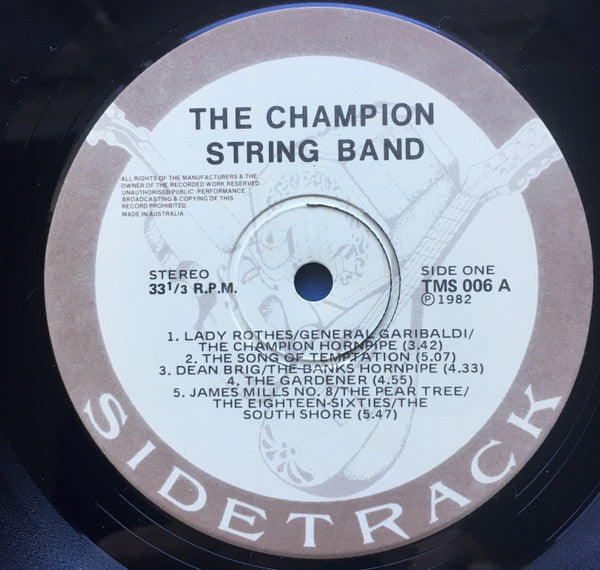 THE CHAMPION
STRING BAND
ALL RIGHTS OF THE MANUFACTURERS & THE
OWNER OF THE RECORDED WORK RESERVED
UNAUTHORISED PUBLIC PERFORMANCE
BROADCASTING & COPYING OF THIS
RECORD PROHIBITED.
MADE IN AUSTRALIA.
STEREO
33 1/3 R.P.M.
SIDE ONE
TMS 006 A
Ⓟ 1982
1. LADY ROTHES/GENERAL GARIBALDI/
THE CHAMPION HORNPIPE (3.42)
2. THE SONG OF TEMPTATION (5.07)
3. DEAN BRIG/THE BANKS HORNPIPE (4.33)
4. THE GARDENER (4.55)
5. JAMES MILLS NO. 8/THE PEAR TREE/
THE EIGHTEEN-SIXTIES/THE
SOUTH SHORE (5.47)
SIDETRACK